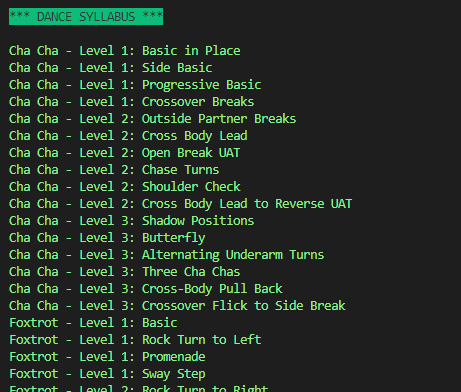 *** DANCE SYLLABUS ***
Cha Cha - Level 1: Basic in Place
Cha Cha - Level 1: Side Basic
Cha Cha - Level 1: Progressive Basic
Cha Cha - Level 1: Crossover Breaks
Cha Cha - Level 2: Outside Partner Breaks
Cha Cha - Level 2: Cross Body Lead
Cha Cha - Level 2: Open Break UAT
Cha Cha - Level 2: Chase Turns
Cha Cha - Level 2: Shoulder Check
Cha Cha - Level 2: Cross Body Lead to Reverse UAT
Cha Cha - Level 3: Shadow Positions
Cha Cha - Level 3: Butterfly
Cha Cha - Level 3: Alternating Underarm Turns
Cha Cha - Level 3: Three Cha Chas
Cha Cha - Level 3: Cross-Body Pull Back
Cha Cha - Level 3: Crossover Flick to Side Break
Foxtrot - Level 1: Basic
Foxtrot - Level 1: Rock Turn to Left
Foxtrot - Level 1: Promenade
Foxtrot - Level 1: Sway Step
Foxtrot - Level 2: Rock Turn to Right